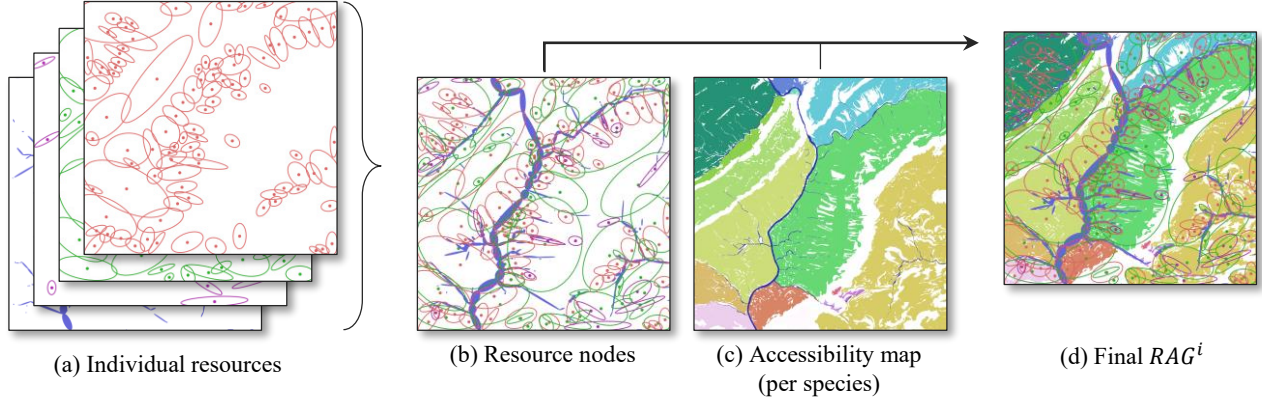 (a) Individual resources
(b) Resource nodes
(c) Accessibility map
(per species)
(d) Final RAG^i